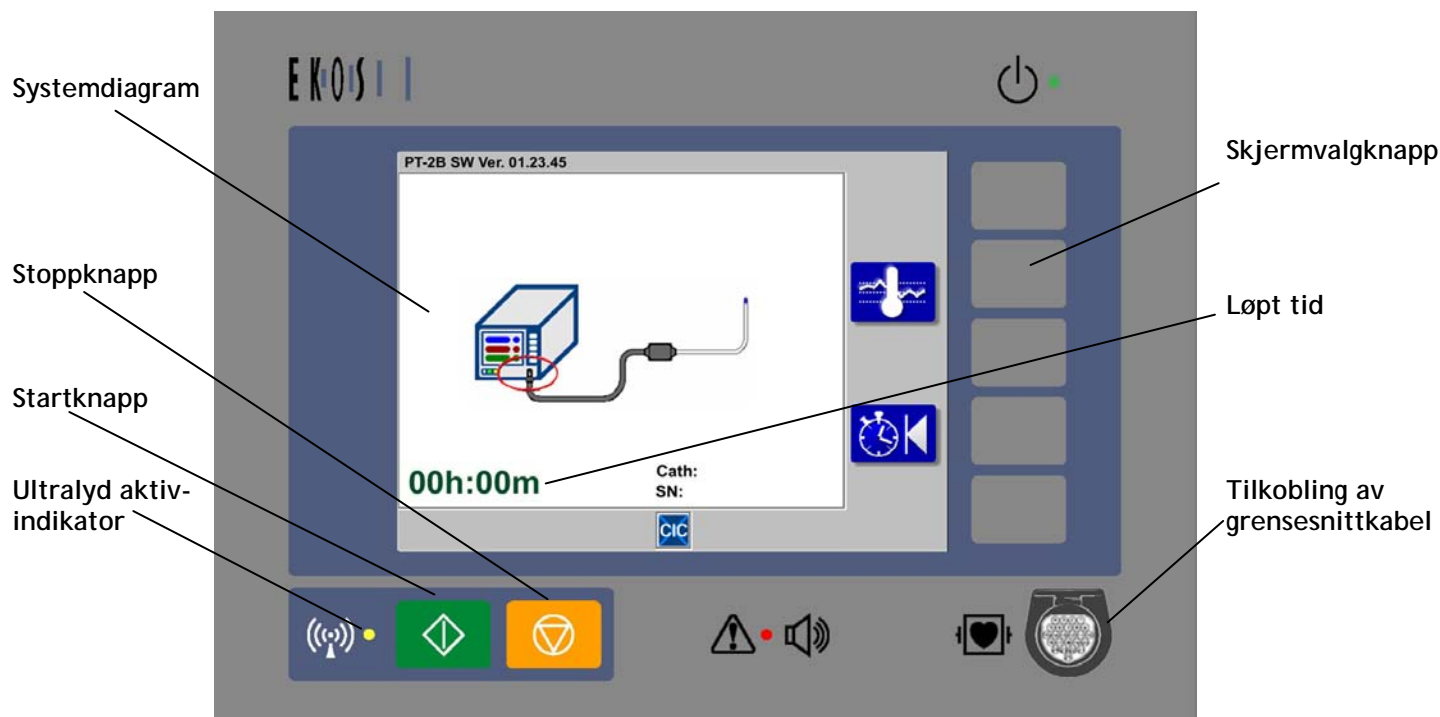 EKOS
Systemdiagram
Skjermvalgknapp
PT-2B SW Ver. 01.23.45
Stoppknapp
Løpt tid
Startknapp
00h:00m
Cath:
SN:
Ultralyd aktiv-
indikator
Tilkobling av
grensesnittkabel
CIC